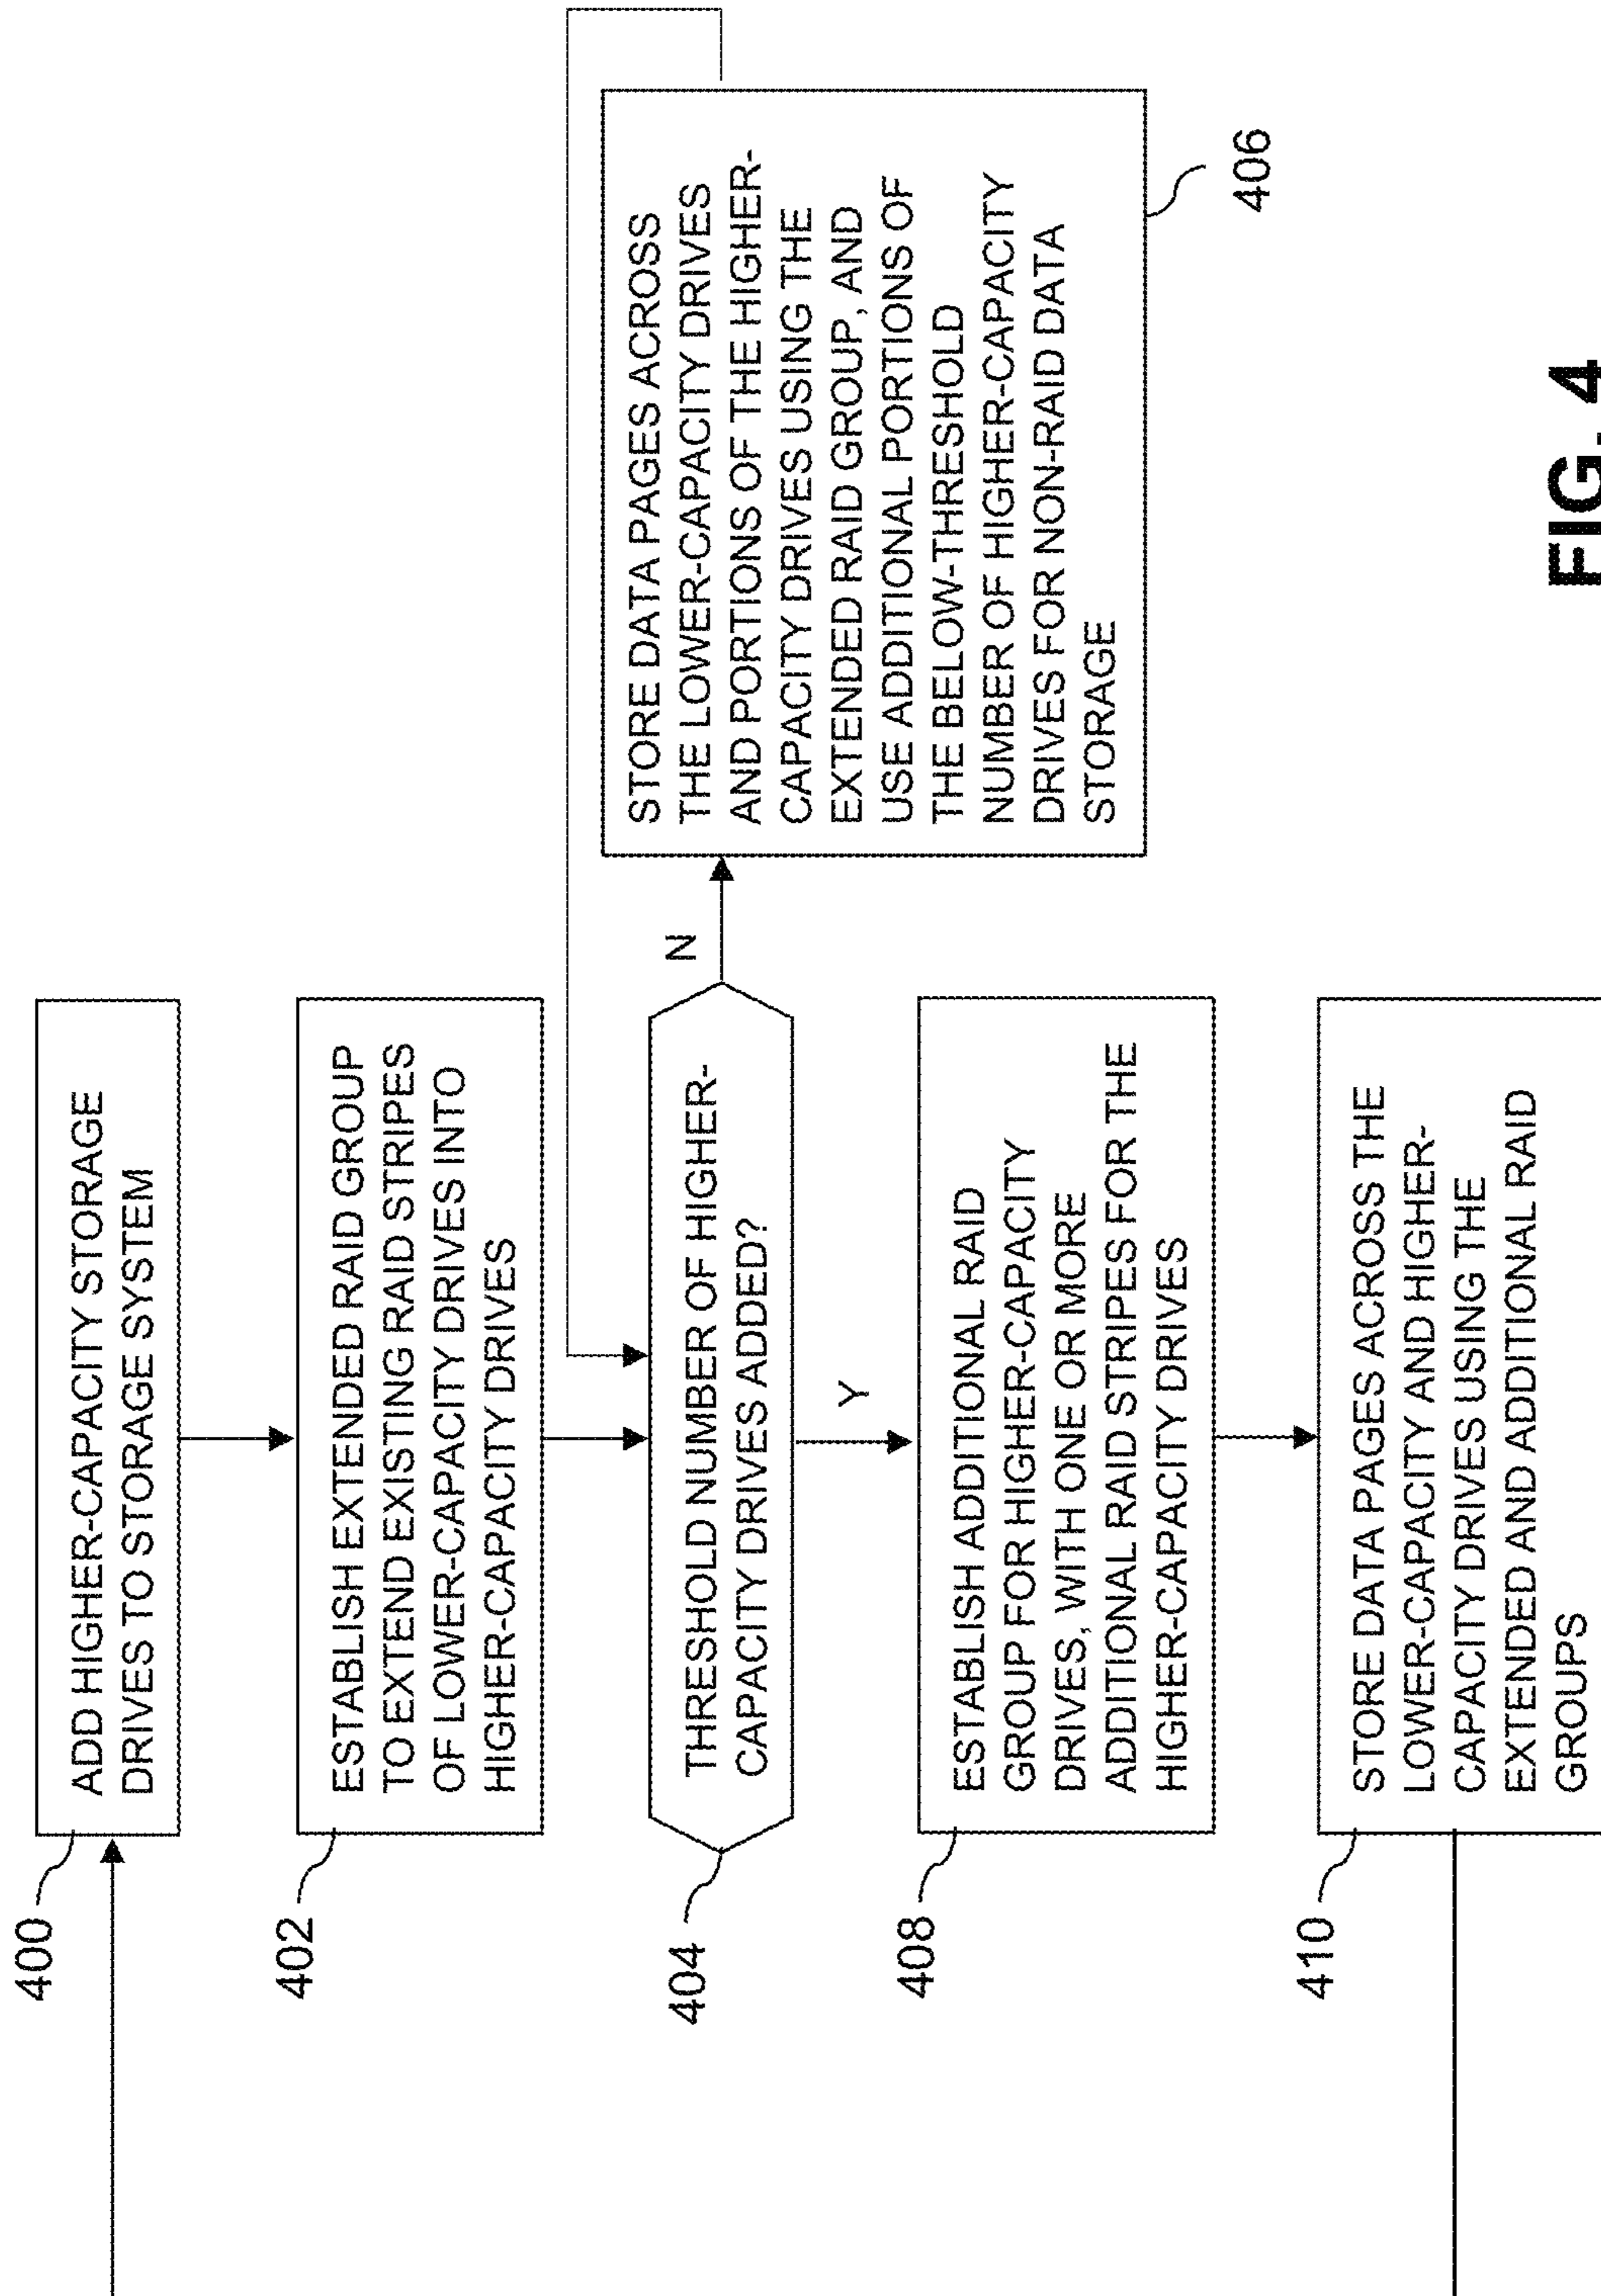 400
ADD HIGHER-CAPACITY STORAGE
DRIVES TO STORAGE SYSTEM
402
ESTABLISH EXTENDED RAID GROUP
TO EXTEND EXISTING RAID STRIPES
OF LOWER-CAPACITY DRIVES INTO
HIGHER-CAPACITY DRIVES
404
THRESHOLD NUMBER OF HIGHER-
CAPACITY DRIVES ADDED?
N
STORE DATA PAGES ACROSS
THE LOWER-CAPACITY DRIVES
AND PORTIONS OF THE HIGHER-
CAPACITY DRIVES USING THE
EXTENDED RAID GROUP, AND
USE ADDITIONAL PORTIONS OF
THE BELOW-THRESHOLD
NUMBER OF HIGHER-CAPACITY
DRIVES FOR NON-RAID DATA
STORAGE
406
Y
408
ESTABLISH ADDITIONAL RAID
GROUP FOR HIGHER-CAPACITY
DRIVES, WITH ONE OR MORE
ADDITIONAL RAID STRIPES FOR THE
HIGHER-CAPACITY DRIVES
410
STORE DATA PAGES ACROSS THE
LOWER-CAPACITY AND HIGHER-
CAPACITY DRIVES USING THE
EXTENDED AND ADDITIONAL RAID
GROUPS
FIG. 4